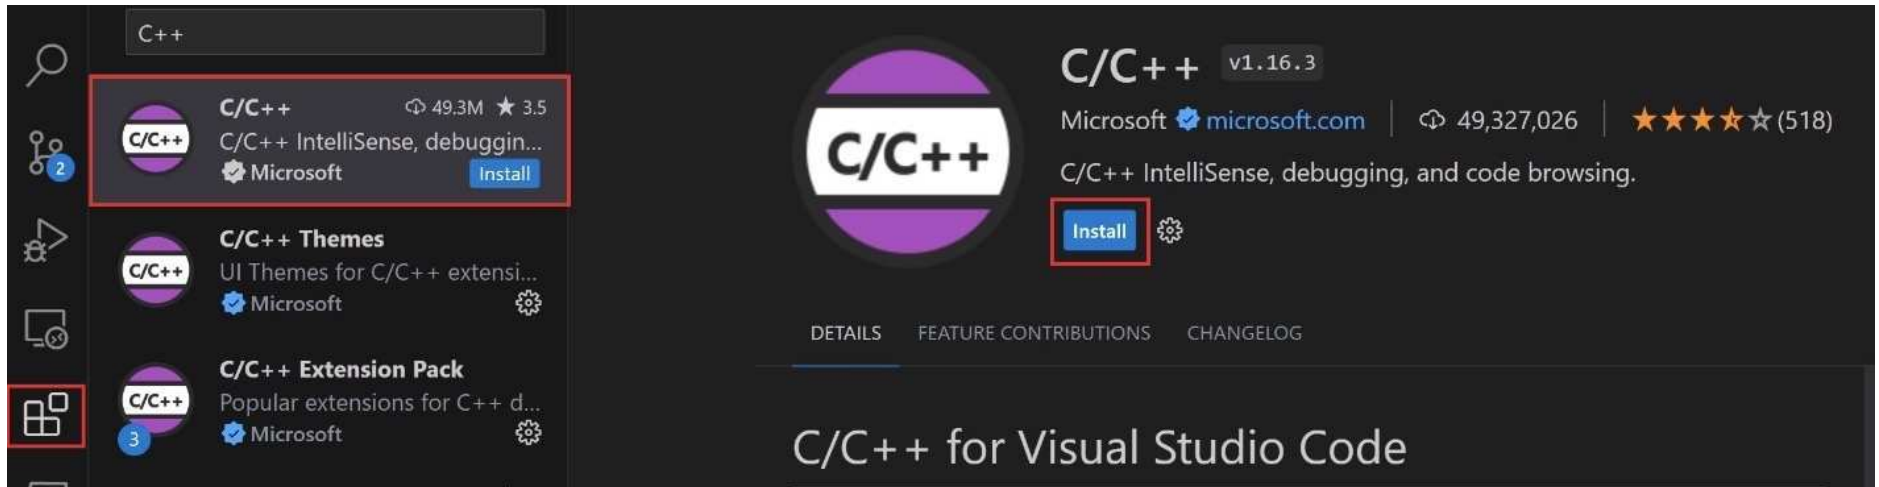 C++
C/C++ 49.3M ★ 3.5
C/C++
C/C++ IntelliSense, debuggin...
Microsoft Install
C/C++ Themes
C/C++
UI Themes for C/C++ extensi...
Microsoft
C/C++ Extension Pack
C/C++
Popular extensions for C++ d...
3 Microsoft
2
C/C++
C/C++ v1.16.3
Microsoft microsoft.com | 49,327,026 | ★★★★☆ (518)
C/C++ IntelliSense, debugging, and code browsing.
Install
DETAILS FEATURE CONTRIBUTIONS CHANGELOG
C/C++ for Visual Studio Code